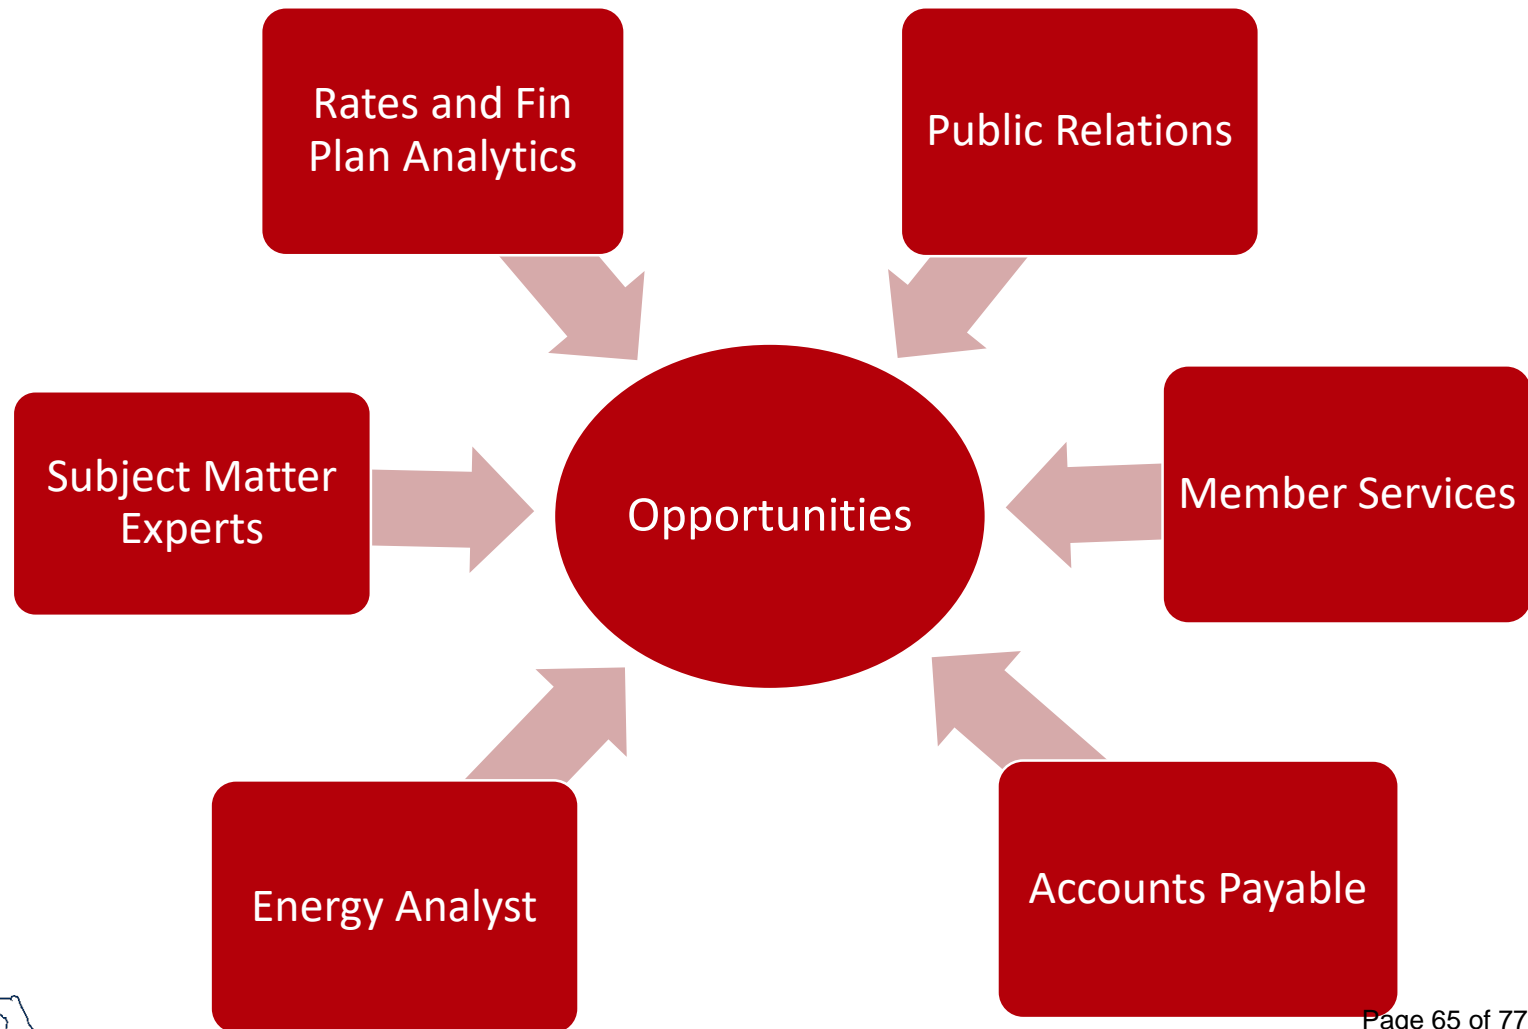 Rates and Fin
Plan Analytics
Public Relations
Subject Matter
Experts
Opportunities
Member Services
Energy Analyst
Accounts Payable
Page 65 of 77